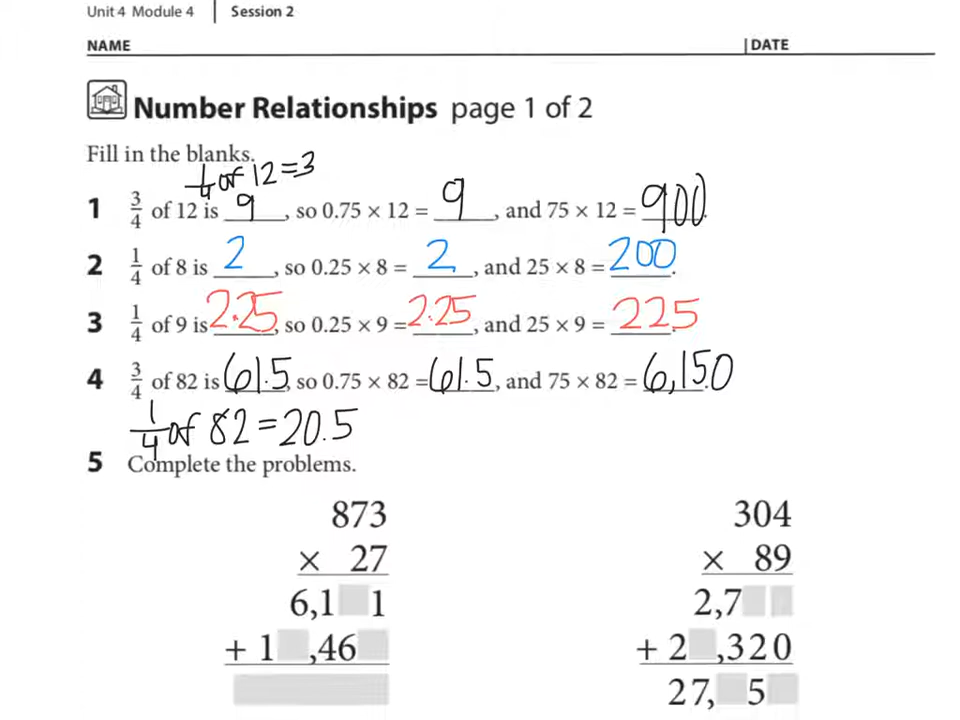 Unit 4 Module 4 | Session 2
NAME | DATE
Number Relationships page 1 of 2
Fill in the blanks.
1/4 of 12 = 3
1 3/4 of 12 is 9, so 0.75 × 12 = 9, and 75 × 12 = 900.
2 1/4 of 8 is 2, so 0.25 × 8 = 2, and 25 × 8 = 200.
3 1/4 of 9 is 2.25, so 0.25 × 9 = 2.25, and 25 × 9 = 225.
4 3/4 of 82 is 61.5, so 0.75 × 82 = 61.5, and 75 × 82 = 6,150.
1/4 of 82 = 20.5
5 Complete the problems.
873
× 27
6,1 1
+ 1 ,46
304
× 89
2,7
+ 2 ,320
27, 5